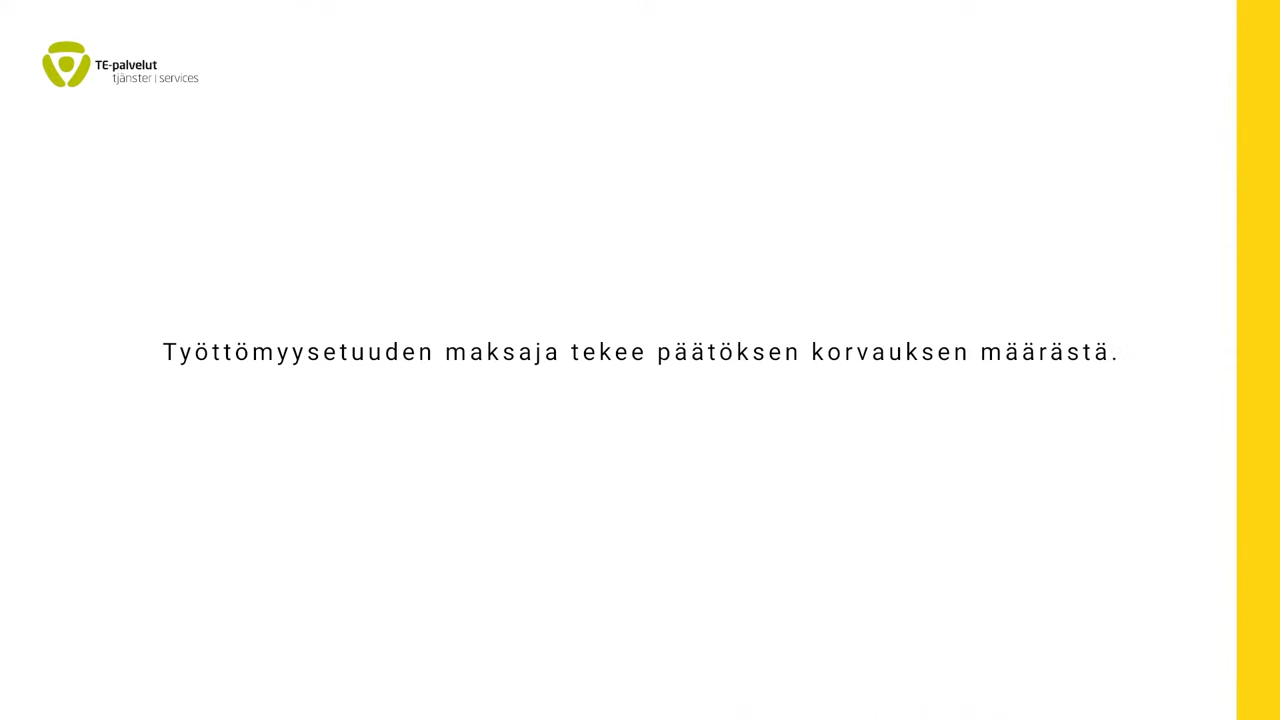 TE-palvelut
tjänster | services
Työttömyysetuuden maksaja tekee päätöksen korvauksen määrästä.